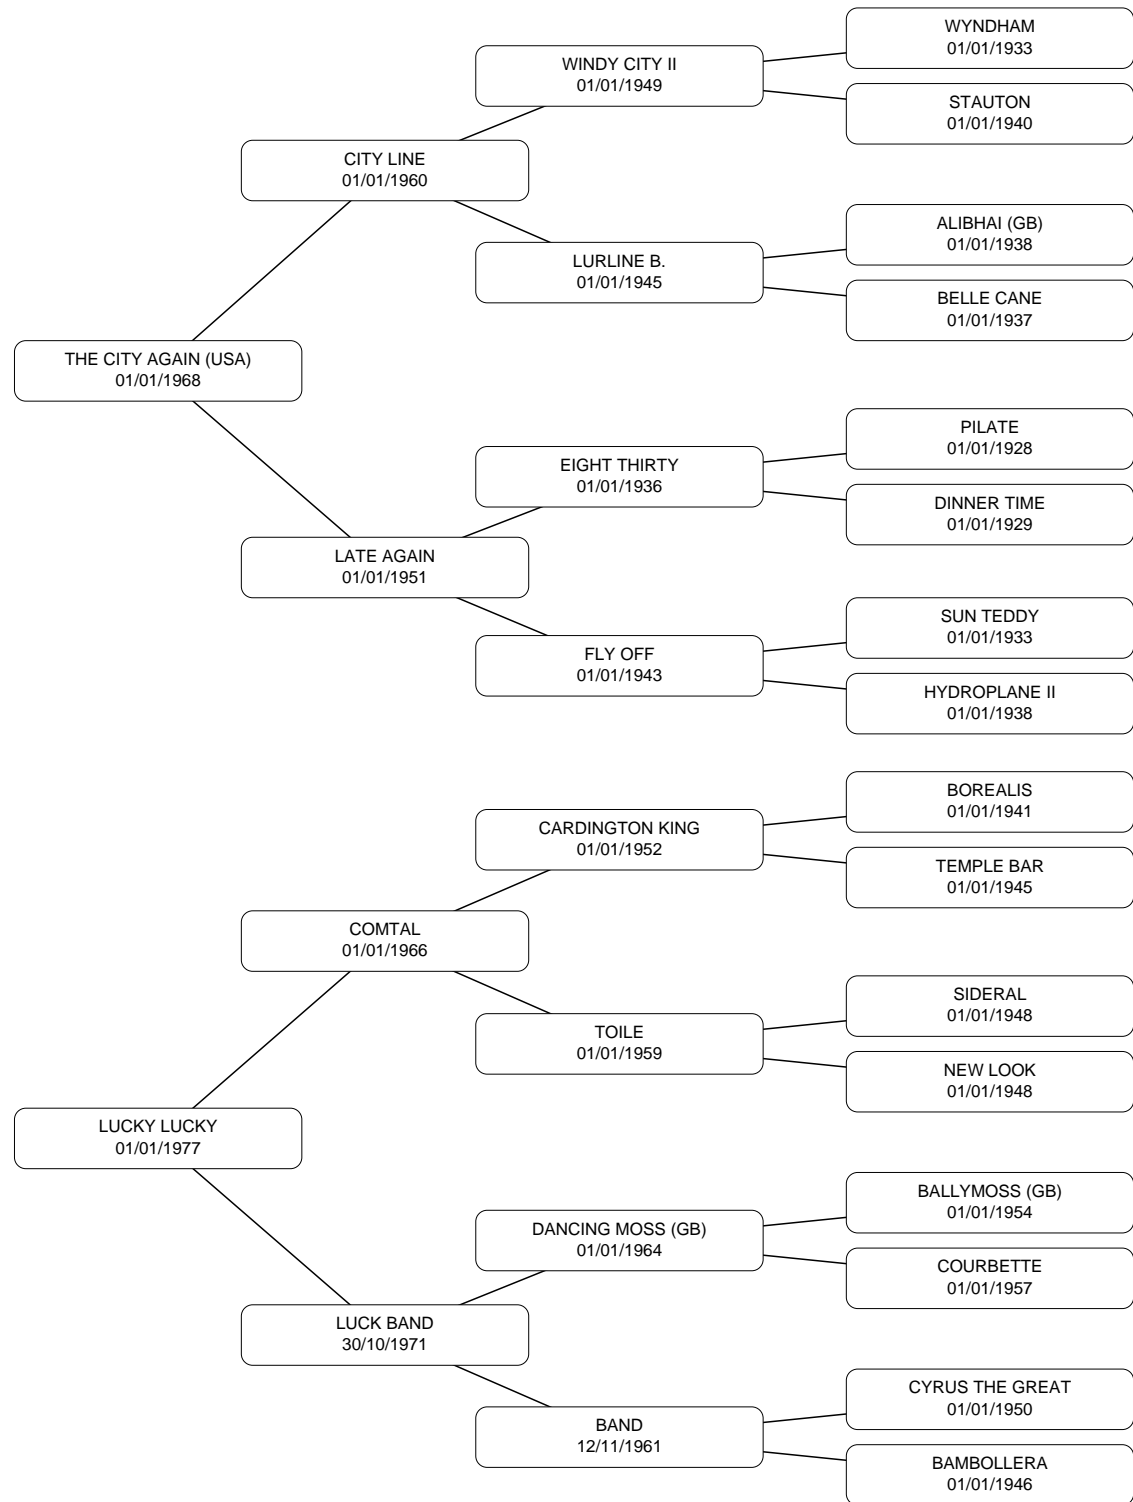 WYNDHAM
01/01/1933
WINDY CITY II
01/01/1949
STAUTON
01/01/1940
CITY LINE
01/01/1960
ALIBHAI (GB)
01/01/1938
LURLINE B.
01/01/1945
BELLE CANE
01/01/1937
THE CITY AGAIN (USA)
01/01/1968
PILATE
01/01/1928
EIGHT THIRTY
01/01/1936
DINNER TIME
01/01/1929
LATE AGAIN
01/01/1951
SUN TEDDY
01/01/1933
FLY OFF
01/01/1943
HYDROPLANE II
01/01/1938
BOREALIS
01/01/1941
CARDINGTON KING
01/01/1952
TEMPLE BAR
01/01/1945
COMTAL
01/01/1966
SIDERAL
01/01/1948
TOILE
01/01/1959
NEW LOOK
01/01/1948
LUCKY LUCKY
01/01/1977
BALLYMOSS (GB)
01/01/1954
DANCING MOSS (GB)
01/01/1964
COURBETTE
01/01/1957
LUCK BAND
30/10/1971
CYRUS THE GREAT
01/01/1950
BAND
12/11/1961
BAMBOLLERA
01/01/1946